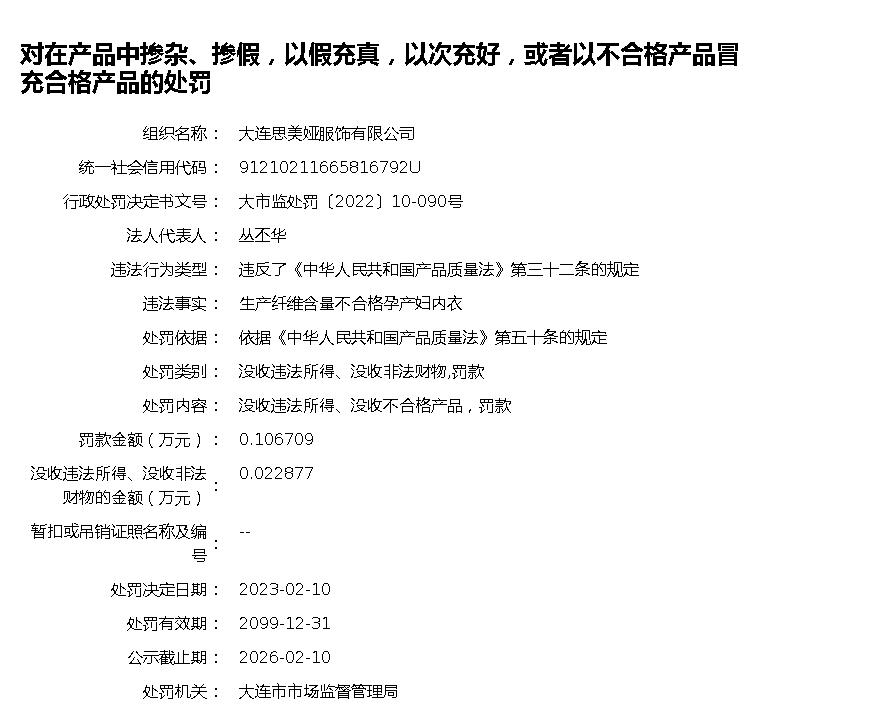 对在产品中掺杂、掺假，以假充真，以次充好，或者以不合格产品冒
充合格产品的处罚
组织名称： 大连思美娅服饰有限公司
统一社会信用代码： 91210211665816792U
行政处罚决定书文号： 大市监处罚〔2022〕10-090号
法人代表人： 丛丕华
违法行为类型： 违反了《中华人民共和国产品质量法》第三十二条的规定
违法事实： 生产纤维含量不合格孕产妇内衣
处罚依据： 依据《中华人民共和国产品质量法》第五十条的规定
处罚类别： 没收违法所得、没收非法财物,罚款
处罚内容： 没收违法所得、没收不合格产品，罚款
罚款金额（万元）： 0.106709
没收违法所得、没收非法
财物的金额（万元）： 0.022877
暂扣或吊销证照名称及编
号： --
处罚决定日期： 2023-02-10
处罚有效期： 2099-12-31
公示截止期： 2026-02-10
处罚机关： 大连市市场监督管理局